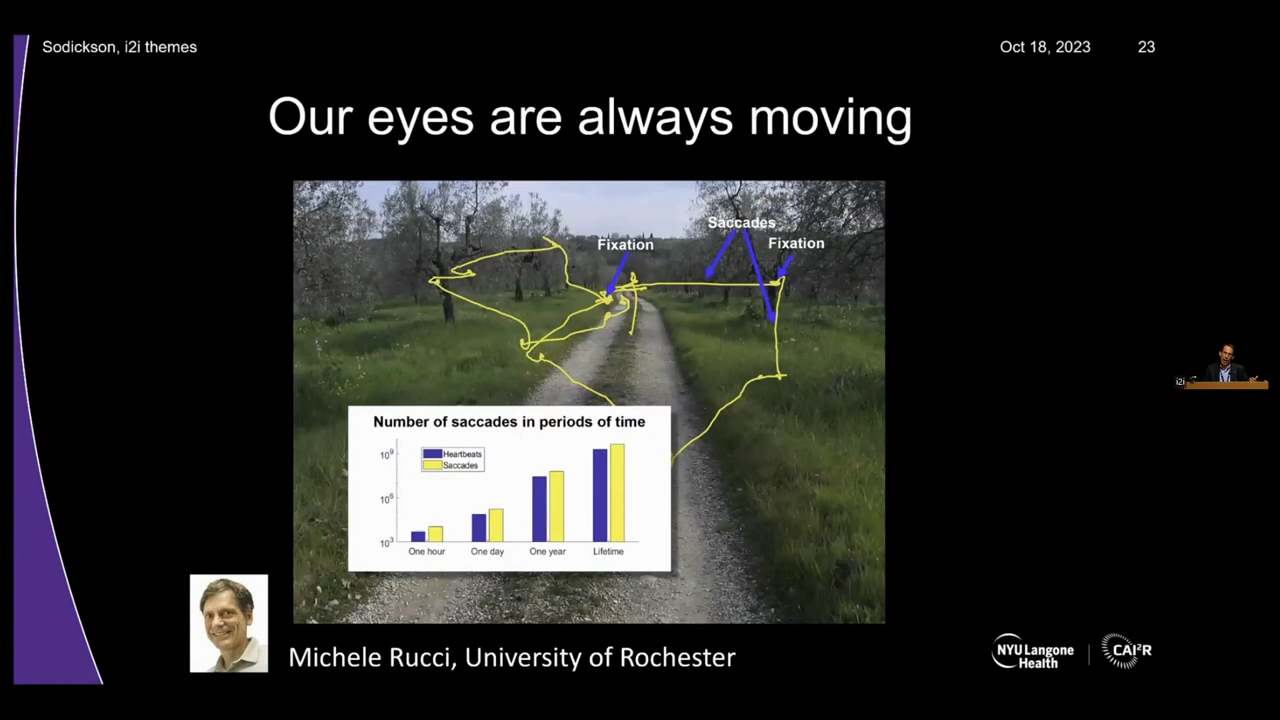 Sodickson, i2i themes
Oct 18, 2023
23
Our eyes are always moving
Saccades
Fixation
Fixation
Number of saccades in periods of time
Heartbeats
Saccades
10⁹
10⁶
10³
One hour
One day
One year
Lifetime
i2i
Michele Rucci, University of Rochester
NYU Langone
Health
CAI²R